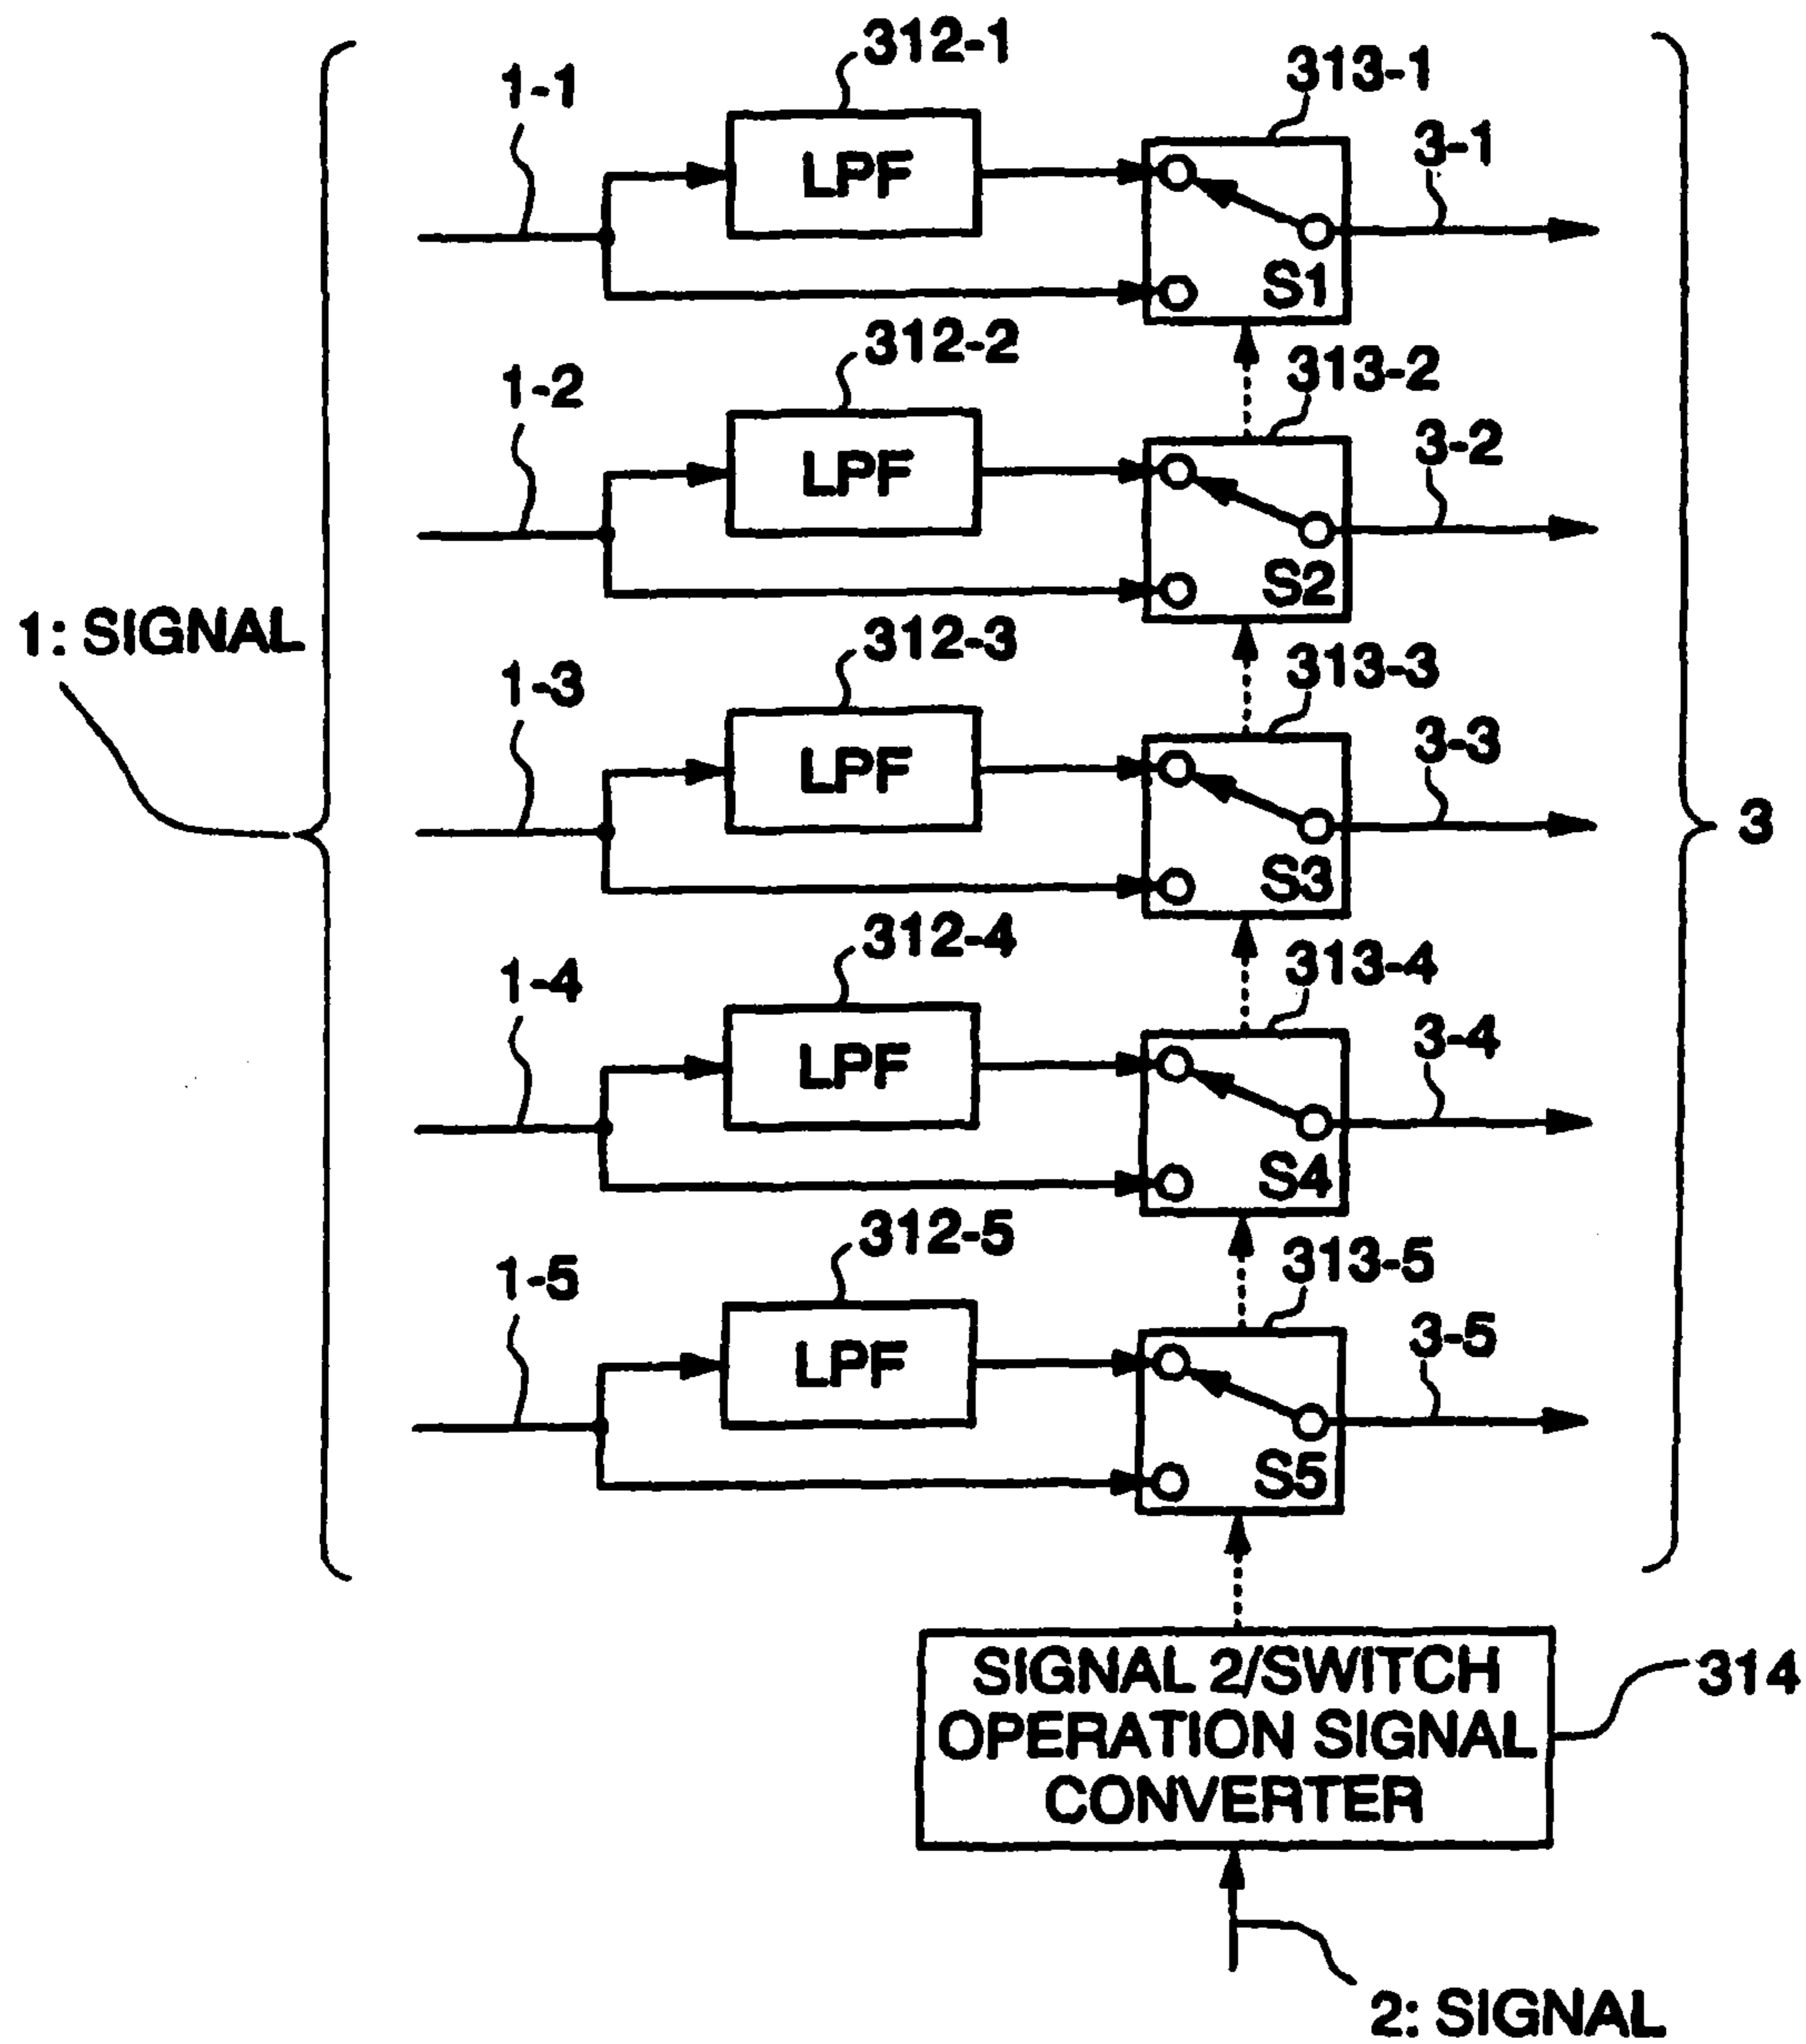 312-1
313-1
1-1
3-1
LPF
S1
312-2
313-2
1-2
3-2
LPF
S2
1: SIGNAL
312-3
313-3
1-3
3-3
LPF
3
S3
312-4
313-4
1-4
3-4
LPF
S4
312-5
313-5
1-5
3-5
LPF
S5
SIGNAL 2/SWITCH
OPERATION SIGNAL
CONVERTER
314
2: SIGNAL